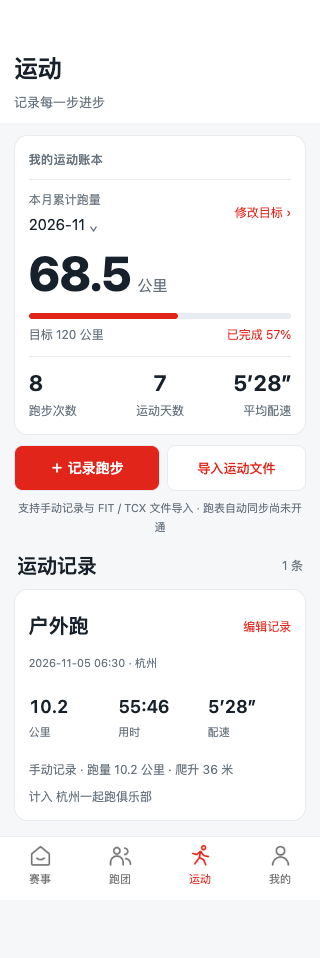 运动
记录每一步进步
我的运动账本
本月累计跑量
2026-11
修改目标 ›
68.5 公里
目标 120 公里
已完成 57%
8
7
5′28″
跑步次数
运动天数
平均配速
+ 记录跑步
导入运动文件
支持手动记录与 FIT / TCX 文件导入 · 跑表自动同步尚未开
通
运动记录
1 条
户外跑
编辑记录
2026-11-05 06:30 · 杭州
10.2
55:46
5′28″
公里
用时
配速
手动记录 · 跑量 10.2 公里 · 爬升 36 米
计入 杭州一起跑俱乐部
赛事
跑团
运动
我的